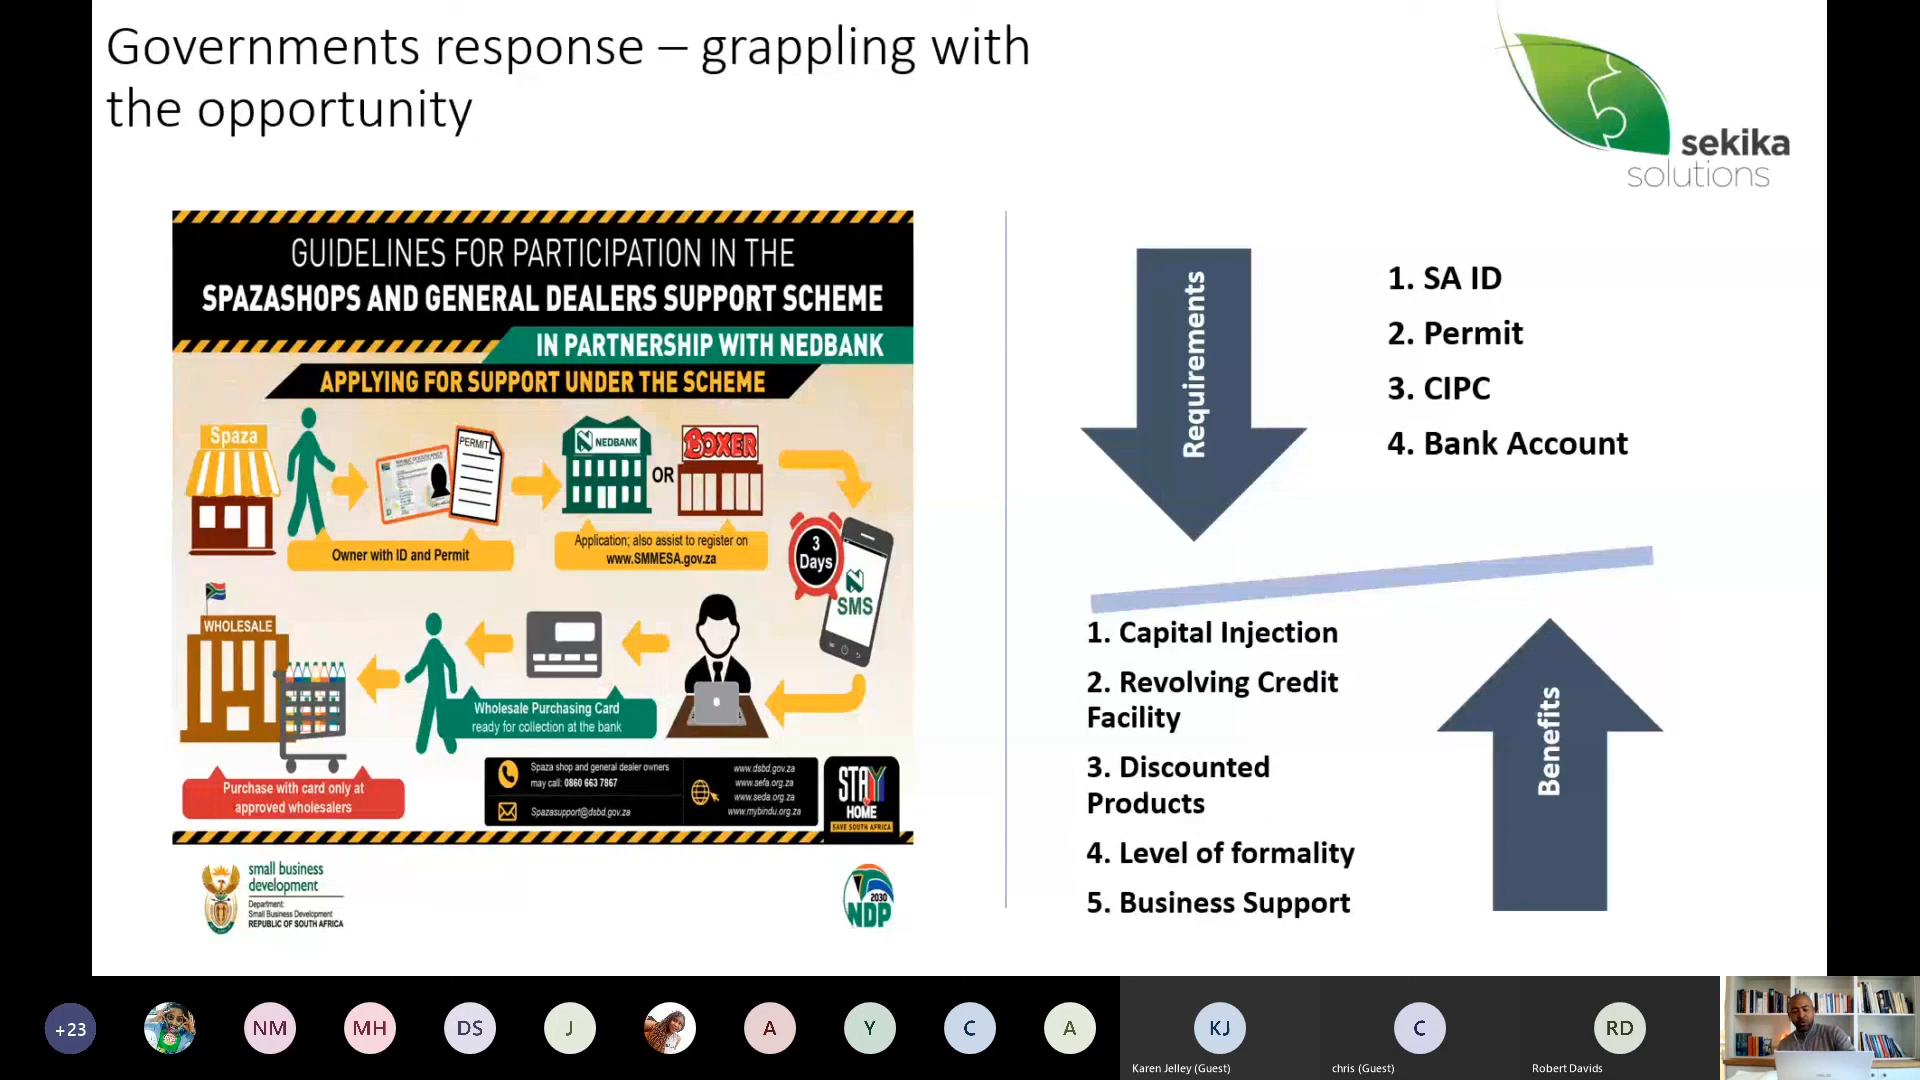 Governments response – grappling with
the opportunity
sekika
solutions
GUIDELINES FOR PARTICIPATION IN THE
SPAZASHOPS AND GENERAL DEALERS SUPPORT SCHEME
IN PARTNERSHIP WITH NEDBANK
APPLYING FOR SUPPORT UNDER THE SCHEME
Spaza
PERMIT
NEDBANK
OR
BOXER
Owner with ID and Permit
Application; also assist to register on
www.SMMESA.gov.za
3
Days
SMS
WHOLESALE
Wholesale Purchasing Card
ready for collection at the bank
Purchase with card only at
approved wholesalers
Spaza shop and general dealer owners
may call: 0860 663 7867
Spazasupport@dsbd.gov.za
www.dsbd.gov.za
www.sefa.org.za
www.seda.org.za
www.mybindu.org.za
STAY
HOME
SAVE SOUTH AFRICA
small business
development
Department:
Small Business Development
REPUBLIC OF SOUTH AFRICA
2030
NDP
Requirements
1. SA ID
2. Permit
3. CIPC
4. Bank Account
1. Capital Injection
2. Revolving Credit
Facility
3. Discounted
Products
4. Level of formality
5. Business Support
Benefits
+23
NM
MH
DS
J
A
Y
C
A
KJ
Karen Jelley (Guest)
C
chris (Guest)
RD
Robert Davids